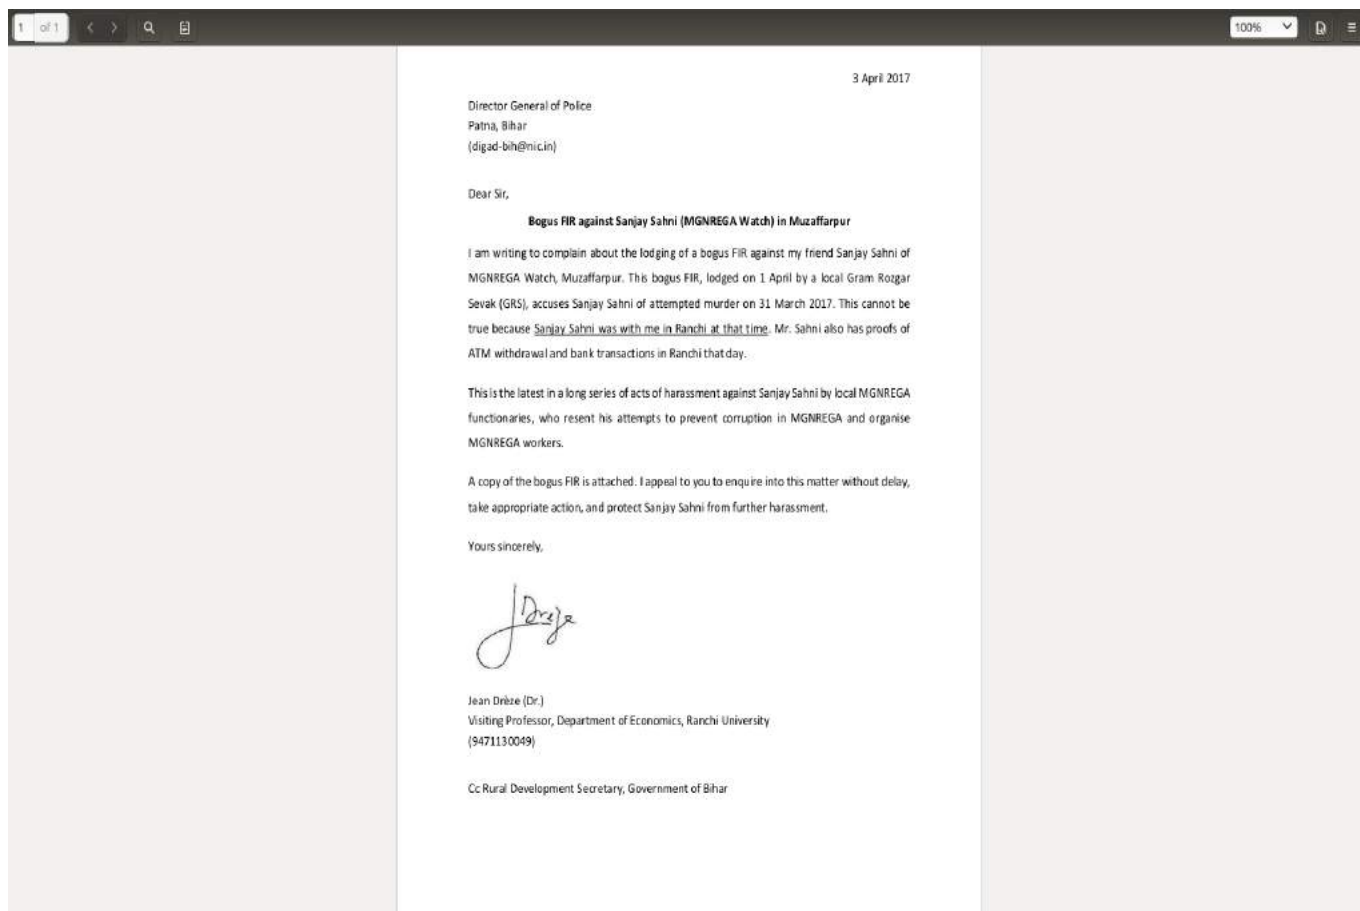 1 of 1
100%
3 April 2017
Director General of Police
Patna, Bihar
(digad-bih@nic.in)
Dear Sir,
Bogus FIR against Sanjay Sahni (MGNREGA Watch) in Muzaffarpur
I am writing to complain about the lodging of a bogus FIR against my friend Sanjay Sahni of
MGNREGA Watch, Muzaffarpur. This bogus FIR, lodged on 1 April by a local Gram Rozgar
Sevak (GRS), accuses Sanjay Sahni of attempted murder on 31 March 2017. This cannot be
true because Sanjay Sahni was with me in Ranchi at that time. Mr. Sahni also has proofs of
ATM withdrawal and bank transactions in Ranchi that day.
This is the latest in a long series of acts of harassment against Sanjay Sahni by local MGNREGA
functionaries, who resent his attempts to prevent corruption in MGNREGA and organise
MGNREGA workers.
A copy of the bogus FIR is attached. I appeal to you to enquire into this matter without delay,
take appropriate action, and protect Sanjay Sahni from further harassment.
Yours sincerely,
JDreze
Jean Drèze (Dr.)
Visiting Professor, Department of Economics, Ranchi University
(9471130049)
Cc Rural Development Secretary, Government of Bihar